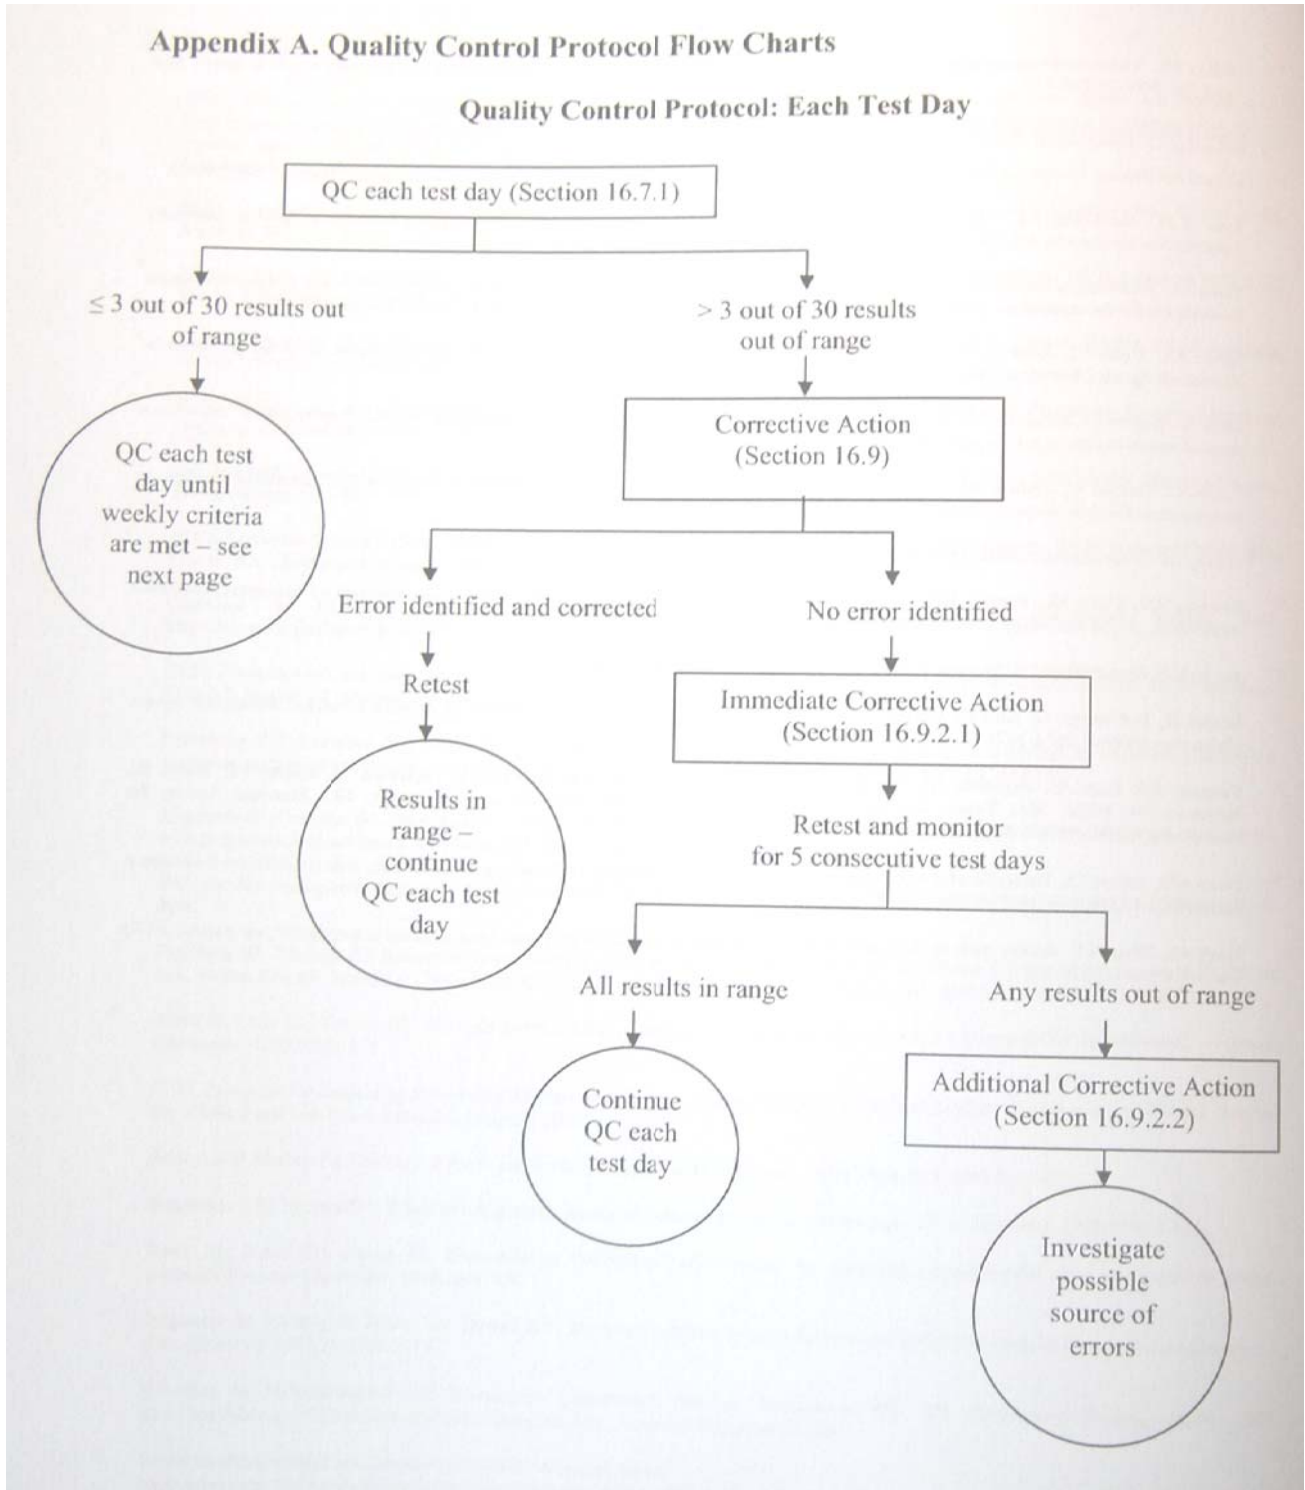 Appendix A. Quality Control Protocol Flow Charts
Quality Control Protocol: Each Test Day
QC each test day (Section 16.7.1)
≤ 3 out of 30 results out
of range
> 3 out of 30 results
out of range
QC each test
day until
weekly criteria
are met – see
next page
Corrective Action
(Section 16.9)
Error identified and corrected
No error identified
Retest
Immediate Corrective Action
(Section 16.9.2.1)
Results in
range –
continue
QC each test
day
Retest and monitor
for 5 consecutive test days
All results in range
Any results out of range
Continue
QC each
test day
Additional Corrective Action
(Section 16.9.2.2)
Investigate
possible
source of
errors